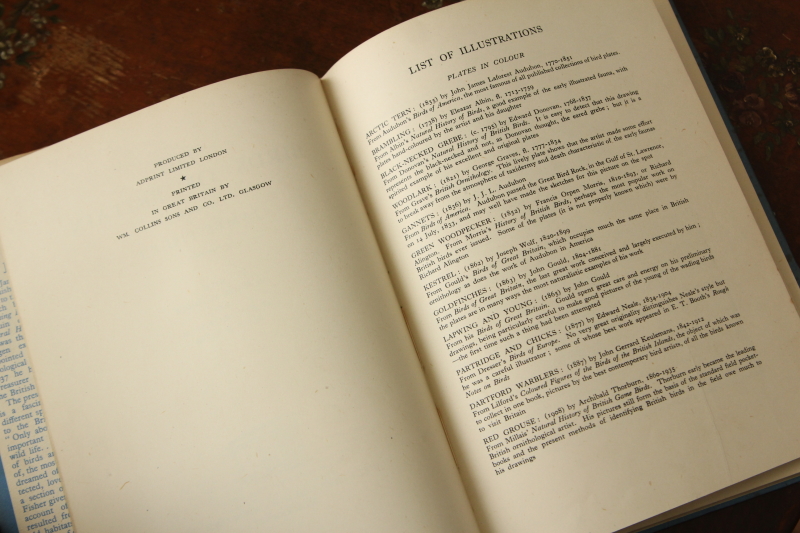 PRODUCED BY
ADPRINT LIMITED LONDON
★
PRINTED
IN GREAT BRITAIN BY
WM. COLLINS SONS AND CO. LTD. GLASGOW
LIST OF ILLUSTRATIONS
PLATES IN COLOUR
ARCTIC TERN: (1835) by John James Laforest Audubon, 1770-1851
From Audubon's Birds of America, the most famous of all published collections of bird plates.
BRAMBLING: (1738) by Eleazar Albin, fl. 1713-1759
From Albin's Natural History of Birds, a good example of the early illustrated fauna, with
plates hand-coloured by the artist and his daughter
BLACK-NECKED GREBE: (c. 1795) by Edward Donovan, 1768-1837
From Donovan's Natural History of British Birds. It is easy to detect that this drawing
represents the black-necked and not, as Donovan thought, the eared grebe; but it is a
spirited example of his excellent and original plates
WOODLARK: (1821) by George Graves, fl. 1777-1834
From Grave's British Ornithology. This lively plate shows that the artist made some effort
to break away from the atmosphere of taxidermy and death characteristic of the early faunas
GANNETS: (1836) by J. J. L. Audubon
From Birds of America. Audubon passed the Great Bird Rock, in the Gulf of St. Lawrence,
on 14 July, 1833, and may well have made the sketches for this picture on the spot
GREEN WOODPECKER: (1852) by Francis Orpen Morris, 1810-1893, or Richard
Alington. From Morris's History of British Birds, perhaps the most popular work on
British birds ever issued. Some of the plates (it is not properly known which) were by
Richard Alington
KESTREL: (1862) by Joseph Wolf, 1820-1899
From Gould's Birds of Great Britain, which occupies much the same place in British
ornithology as does the work of Audubon in America
GOLDFINCHES: (1863) by John Gould, 1804-1881
From Birds of Great Britain, the last great work conceived and largely executed by him;
the plates are in many ways the most naturalistic examples of his work
LAPWING AND YOUNG: (1865) by John Gould
From his Birds of Great Britain. Gould spent great care and energy on his preliminary
drawings, being particularly careful to make good pictures of the young of the wading birds
—the first time such a thing had been attempted
PARTRIDGE AND CHICKS: (1877) by Edward Neale, 1834-1904
From Dresser's Birds of Europe. No very great originality distinguishes Neale's style but
he was a careful illustrator; some of whose best work appeared in E. T. Booth's Rough
Notes on Birds
DARTFORD WARBLERS: (1887) by John Gerrard Keulemans, 1842-1912
From Lilford's Coloured Figures of the Birds of the British Islands, the object of which was
to collect in one book, pictures by the best contemporary bird artists, of all the birds known
to visit Britain
RED GROUSE: (1908) by Archibald Thorburn, 1860-1935
From Millais' Natural History of British Game Birds. Thorburn early became the leading
British ornithological artist. His pictures still form the basis of the standard field pocket-
books and the present methods of identifying British birds in the field owe much to
his drawings